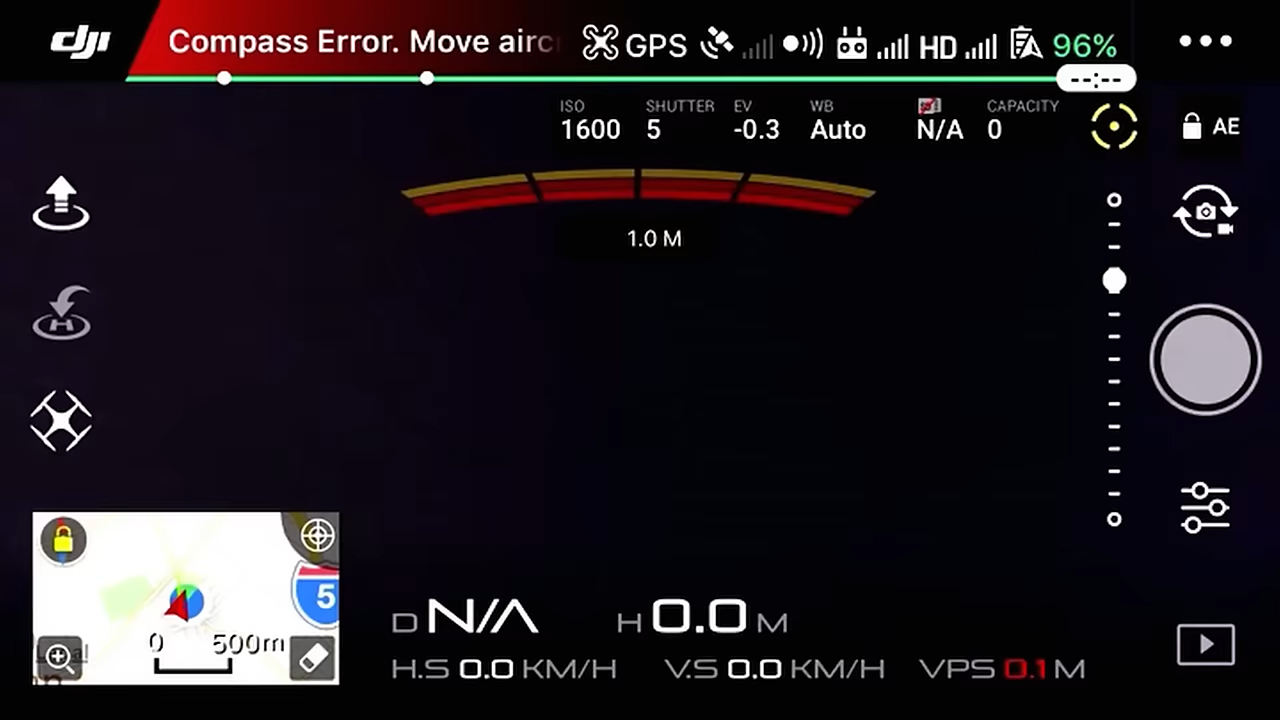 dji
Compass Error. Move airc
GPS
HD
96%
--:--
ISO
1600
SHUTTER
5
EV
-0.3
WB
Auto
N/A
CAPACITY
0
AE
1.0 M
H
5
0
500m
D N/A
H 0.0 M
H.S 0.0 KM/H
V.S 0.0 KM/H
VPS 0.1 M